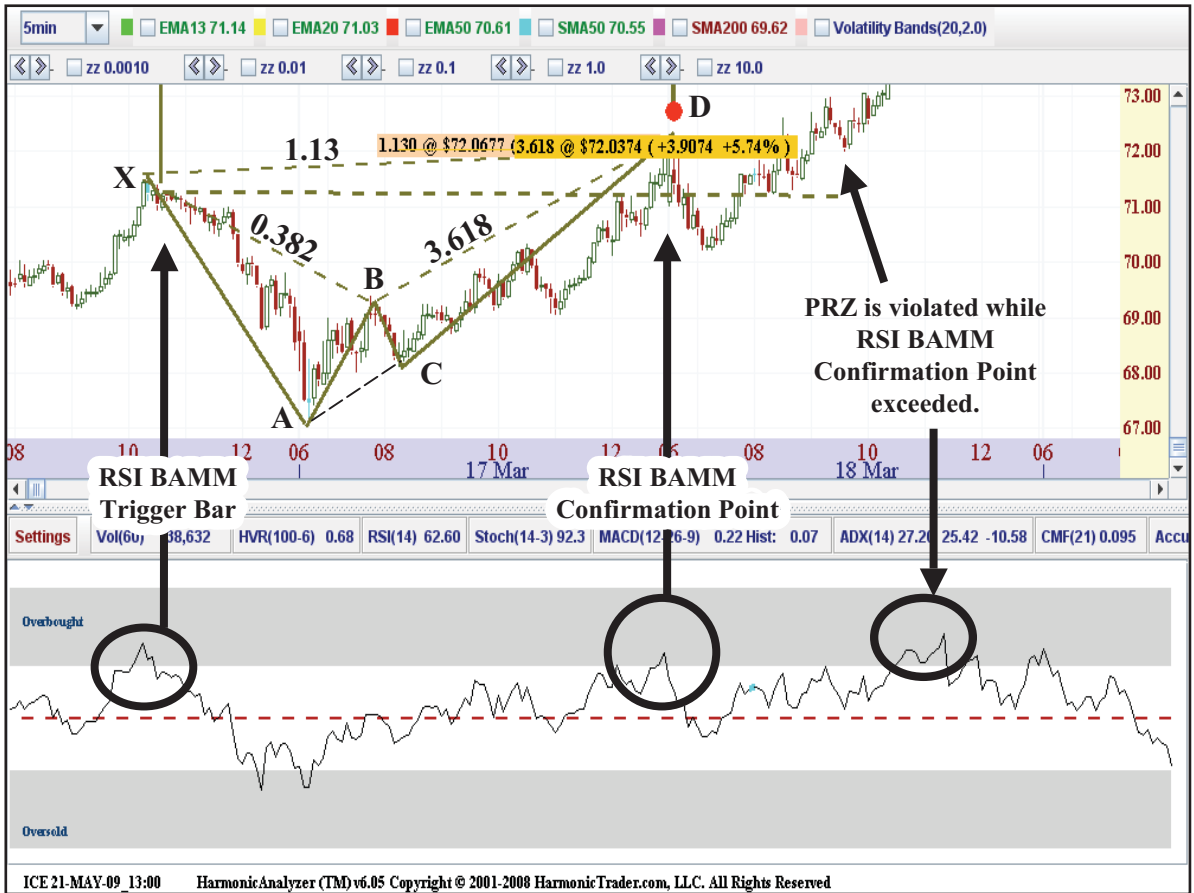 5min EMA13 71.14 EMA20 71.03 EMA50 70.61 SMA50 70.55 SMA200 69.62 Volatility Bands(20,2.0)
zz 0.0010 zz 0.01 zz 0.1 zz 1.0 zz 10.0
73.00
D
1.13
1.130 @ $72.0677 (3.618 @ $72.0374 ( +3.9074 +5.74% )
72.00
X
71.00
0.382
3.618
70.00
B
PRZ is violated while
RSI BAMM
Confirmation Point
exceeded.
69.00
C
68.00
A
67.00
08 10 12 06 08 10 12 06 08 10 12 06
17 Mar 18 Mar
RSI BAMM
Trigger Bar
RSI BAMM
Confirmation Point
Settings Vol(60) 38,632 HVR(100-6) 0.68 RSI(14) 62.60 Stoch(14-3) 92.3 MACD(12-26-9) 0.22 Hist: 0.07 ADX(14) 27.20 25.42 -10.58 CMF(21) 0.095 Accu
Overbought
Oversold
ICE 21-MAY-09_13:00 HarmonicAnalyzer (TM) v6.05 Copyright © 2001-2008 HarmonicTrader.com, LLC. All Rights Reserved